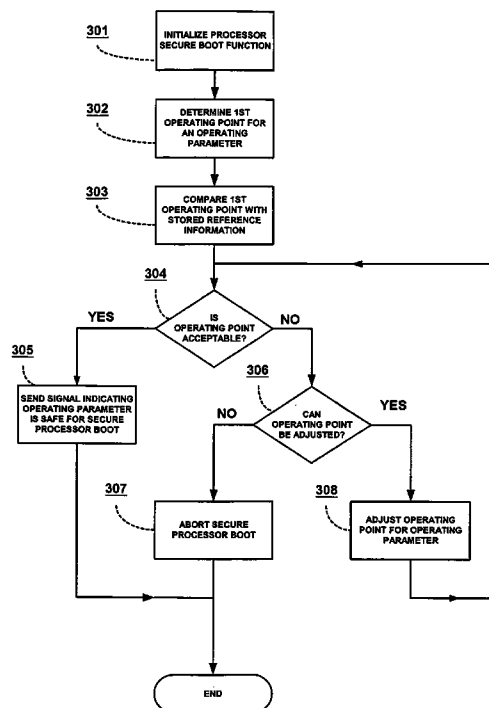 301
INITIALIZE PROCESSOR
SECURE BOOT FUNCTION
302
DETERMINE 1ST
OPERATING POINT FOR
AN OPERATING
PARAMETER
303
COMPARE 1ST
OPERATING POINT WITH
STORED REFERENCE
INFORMATION
304
IS
OPERATING POINT
ACCEPTABLE?
YES
NO
305
SEND SIGNAL INDICATING
OPERATING PARAMETER
IS SAFE FOR SECURE
PROCESSOR BOOT
306
CAN
OPERATING POINT
BE ADJUSTED?
NO
YES
307
ABORT SECURE
PROCESSOR BOOT
308
ADJUST OPERATING
POINT FOR OPERATING
PARAMETER
END